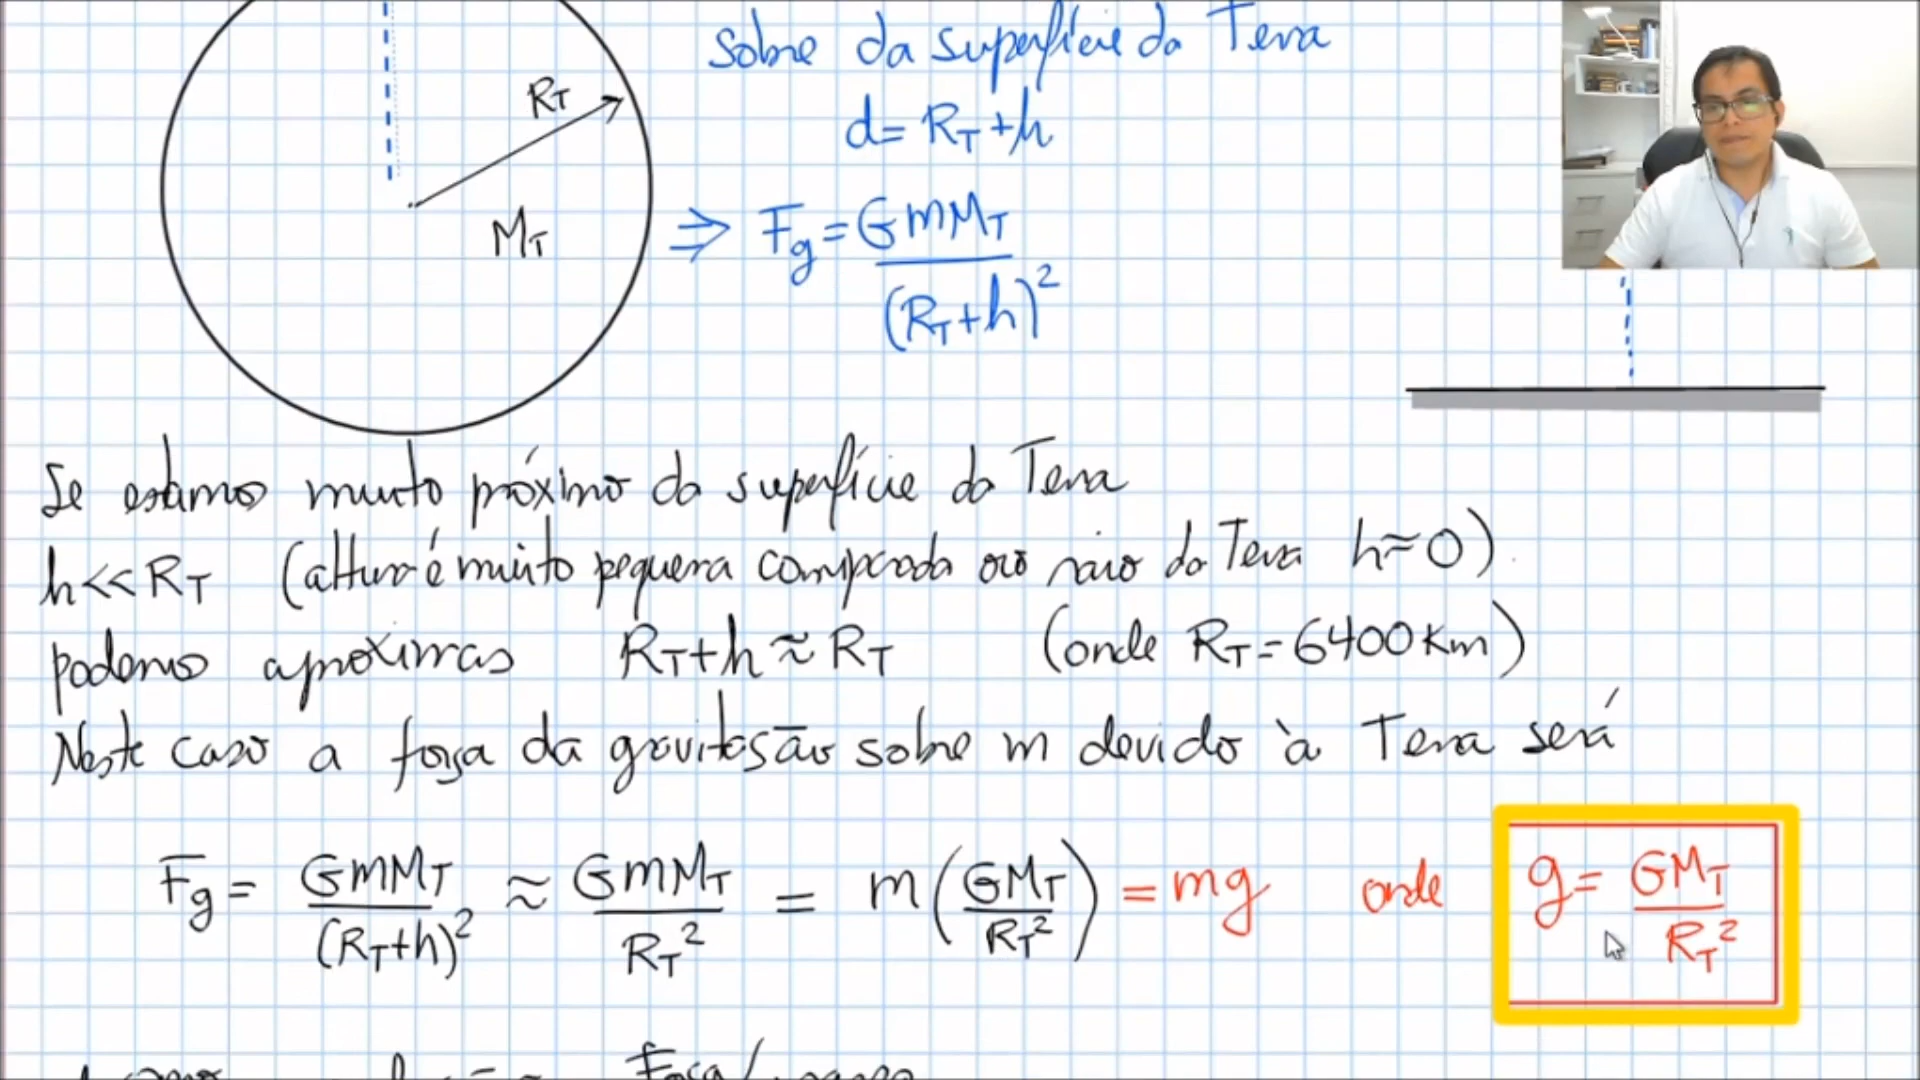 sobre da superfície da Terra
R_T
d = R_T + h
M_T
⇒ F_g = GmM_T / (R_T+h)²
Se estamos muito próximo da superfície da Terra
h << R_T (altura é muito pequena comparada ao raio da Terra h ≈ 0).
podemos aproximar R_T + h ≈ R_T (onde R_T = 6400 Km)
Neste caso a força da gravitasão sobre m devido à Terra será
F_g = GmM_T / (R_T+h)² ≈ GmM_T / R_T² = m (GM_T / R_T²) = mg onde g = GM_T / R_T²
Força/